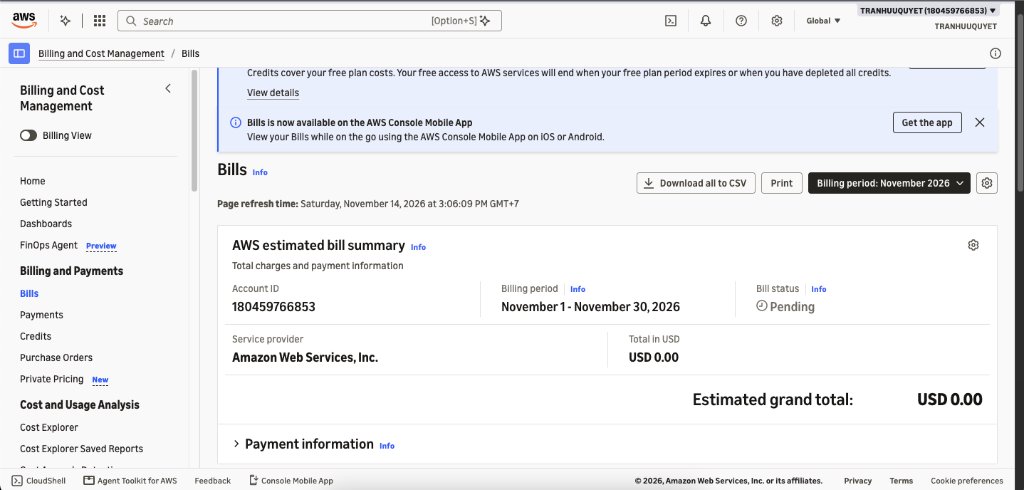 aws
Search
[Option+S]
Global
TRANHUUQUYET (180459766853)
TRANHUUQUYET
Billing and Cost Management / Bills
Billing and Cost
Management
Billing View
Home
Getting Started
Dashboards
FinOps Agent Preview
Billing and Payments
Bills
Payments
Credits
Purchase Orders
Private Pricing New
Cost and Usage Analysis
Cost Explorer
Cost Explorer Saved Reports
Credits cover your free plan costs. Your free access to AWS services will end when your free plan period expires or when you have depleted all credits.
View details
Bills is now available on the AWS Console Mobile App
View your Bills while on the go using the AWS Console Mobile App on iOS or Android.
Get the app
Bills Info
Download all to CSV
Print
Billing period: November 2026
Page refresh time: Saturday, November 14, 2026 at 3:06:09 PM GMT+7
AWS estimated bill summary Info
Total charges and payment information
Account ID
180459766853
Billing period Info
November 1 - November 30, 2026
Bill status Info
Pending
Service provider
Amazon Web Services, Inc.
Total in USD
USD 0.00
Estimated grand total: USD 0.00
Payment information Info
CloudShell
Agent Toolkit for AWS
Feedback
Console Mobile App
© 2026, Amazon Web Services, Inc. or its affiliates.
Privacy
Terms
Cookie preferences